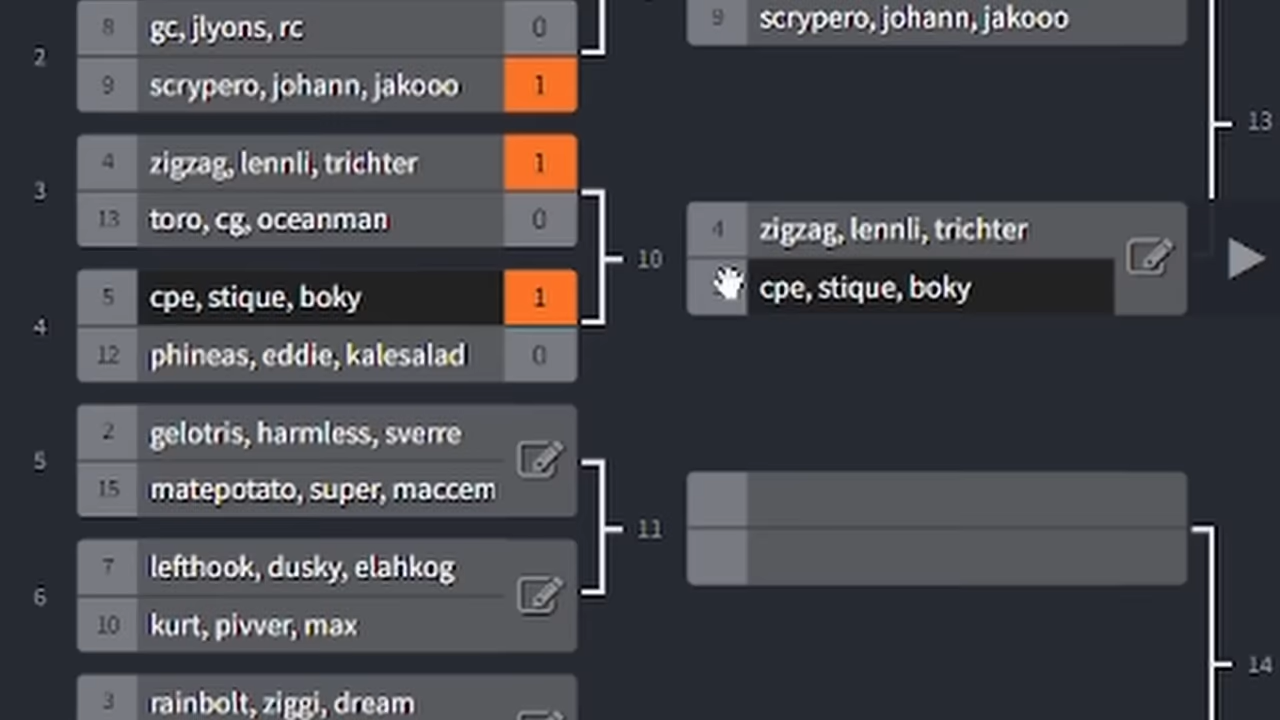 2
8 gc, jlyons, rc 0
9 scrypero, johann, jakooo 1
3
4 zigzag, lennli, trichter 1
13 toro, cg, oceanman 0
4
5 cpe, stique, boky 1
12 phineas, eddie, kalesalad 0
5
2 gelotris, harmless, sverre
15 matepotato, super, maccem
6
7 lefthook, dusky, elahkog
10 kurt, pivver, max
3 rainbolt, ziggi, dream
9 scrypero, johann, jakooo
13
10
4 zigzag, lennli, trichter
cpe, stique, boky
11
14